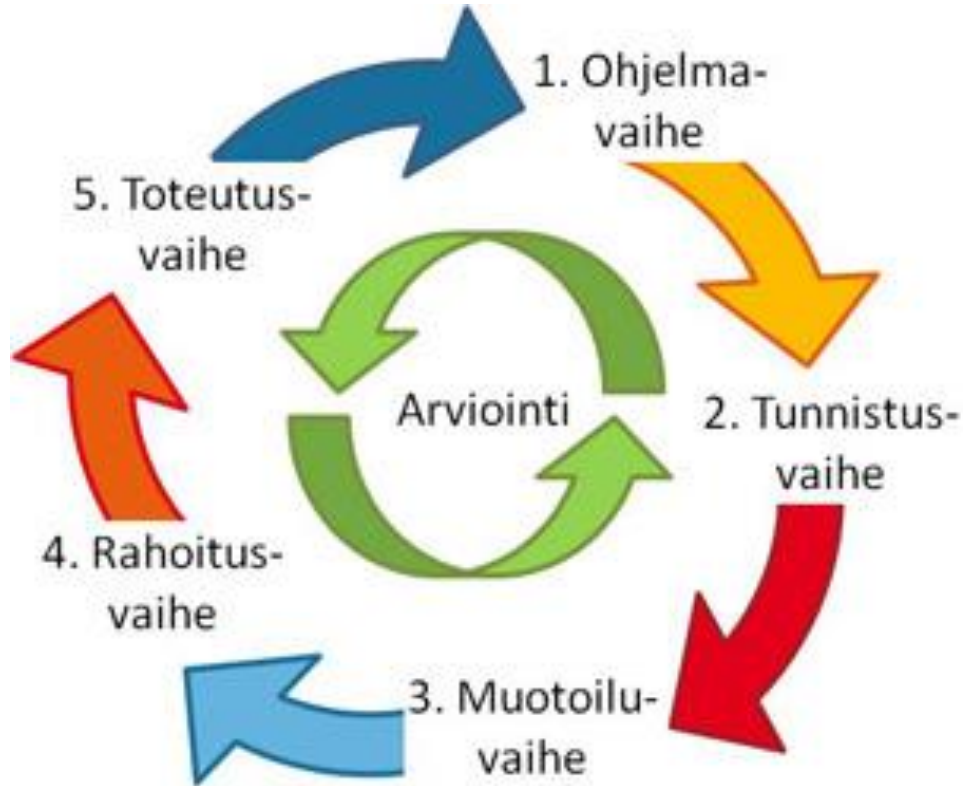 1. Ohjelma-
vaihe
2. Tunnistus-
vaihe
3. Muotoilu-
vaihe
4. Rahoitus-
vaihe
5. Toteutus-
vaihe
Arviointi